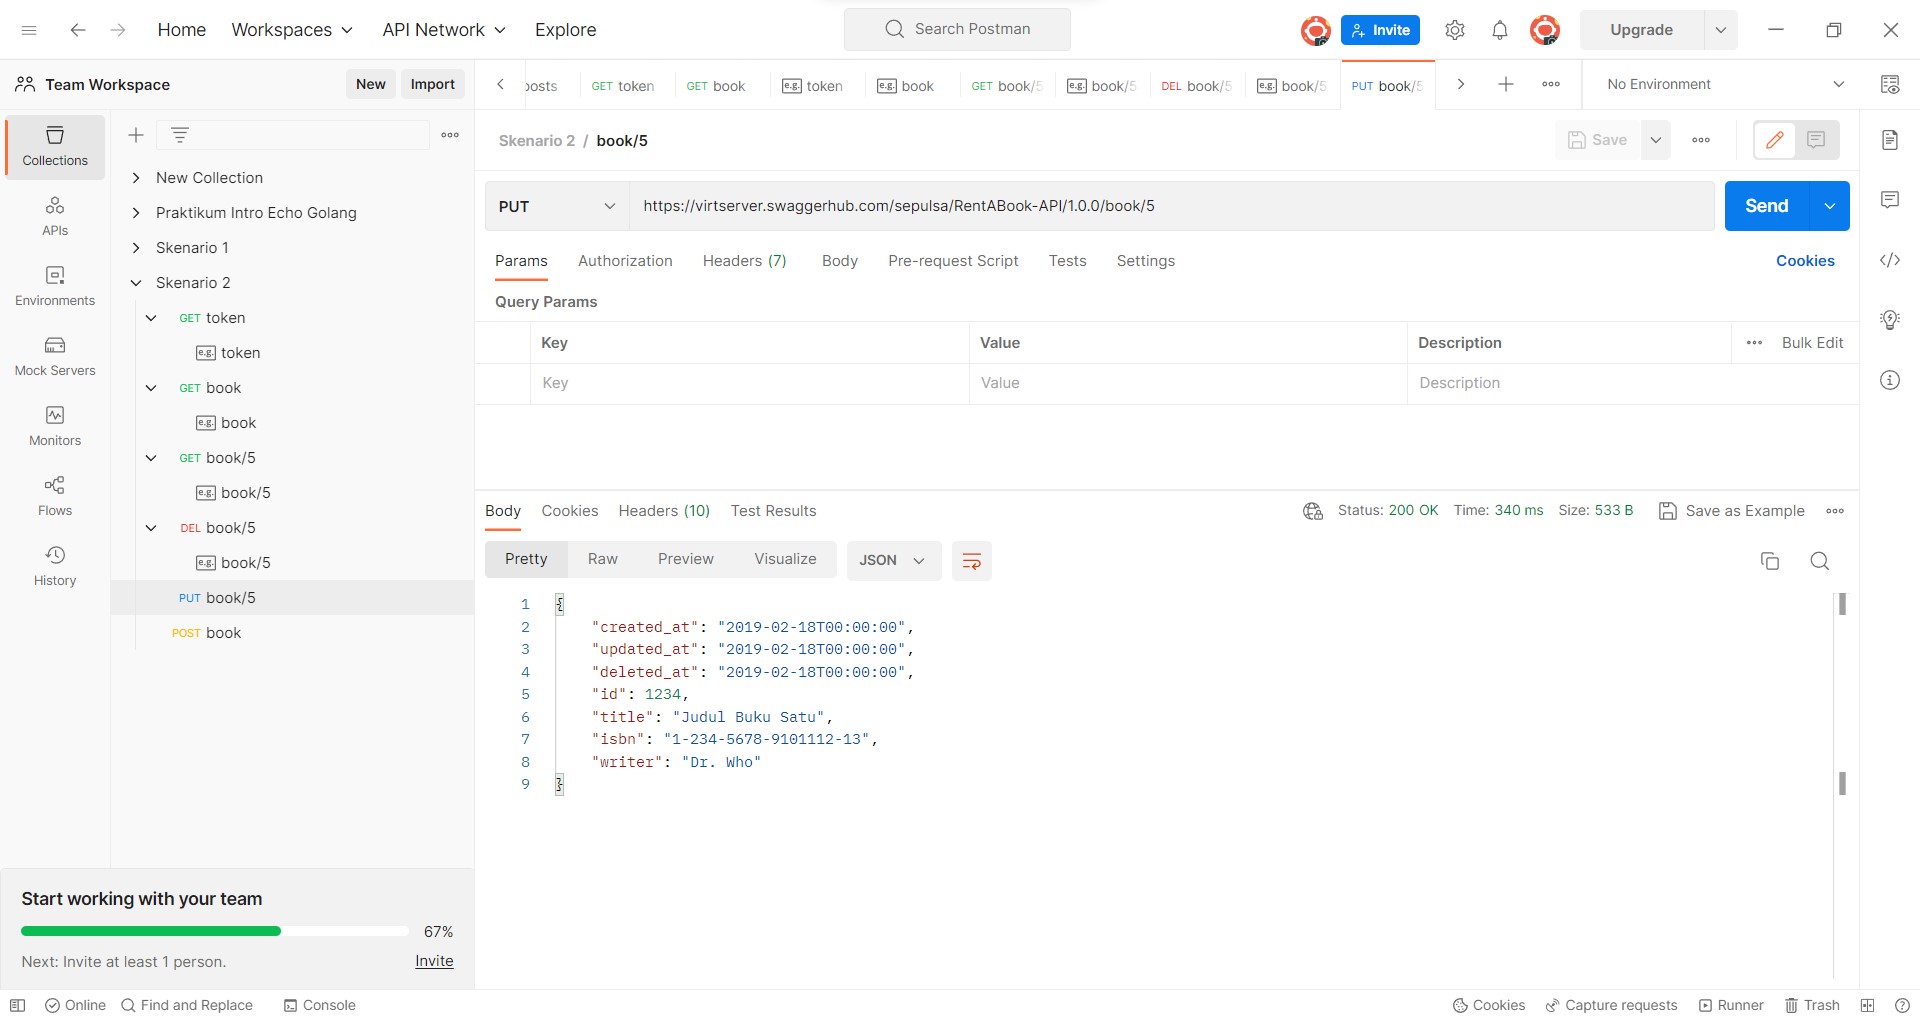 Home Workspaces API Network Explore Search Postman Invite Upgrade
Team Workspace New Import
posts GET token GET book e.g. token e.g. book GET book/5 e.g. book/5 DEL book/5 e.g. book/5 PUT book/5 No Environment
Collections
APIs
Environments
Mock Servers
Monitors
Flows
History
New Collection
Praktikum Intro Echo Golang
Skenario 1
Skenario 2
GET token
e.g. token
GET book
e.g. book
GET book/5
e.g. book/5
DEL book/5
e.g. book/5
PUT book/5
POST book
Start working with your team
67%
Next: Invite at least 1 person. Invite
Skenario 2 / book/5 Save
PUT https://virtserver.swaggerhub.com/sepulsa/RentABook-API/1.0.0/book/5 Send
Params Authorization Headers (7) Body Pre-request Script Tests Settings Cookies
Query Params
Key Value Description Bulk Edit
Key Value Description
Body Cookies Headers (10) Test Results Status: 200 OK Time: 340 ms Size: 533 B Save as Example
Pretty Raw Preview Visualize JSON
1 {
2 "created_at": "2019-02-18T00:00:00",
3 "updated_at": "2019-02-18T00:00:00",
4 "deleted_at": "2019-02-18T00:00:00",
5 "id": 1234,
6 "title": "Judul Buku Satu",
7 "isbn": "1-234-5678-9101112-13",
8 "writer": "Dr. Who"
9 }
Online Find and Replace Console Cookies Capture requests Runner Trash